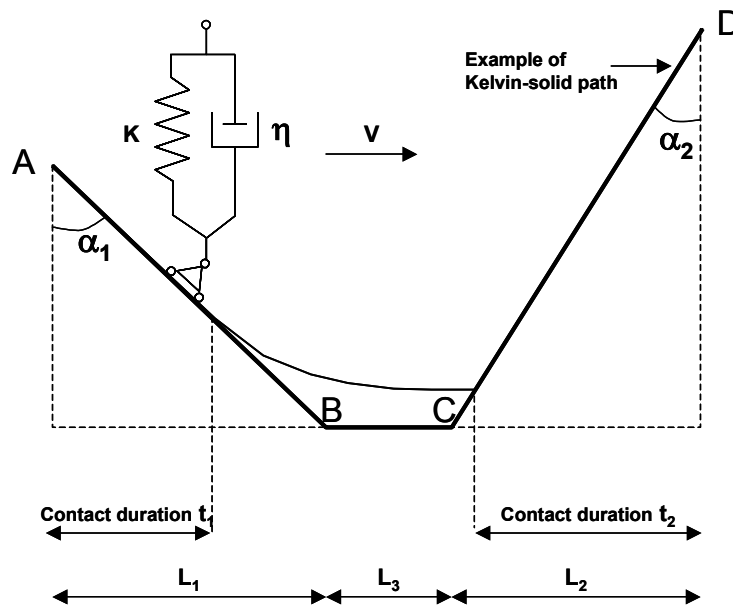 D
Example of
Kelvin-solid path
K
η
V
A
α₁
α₂
B
C
Contact duration t₁
Contact duration t₂
L₁
L₃
L₂